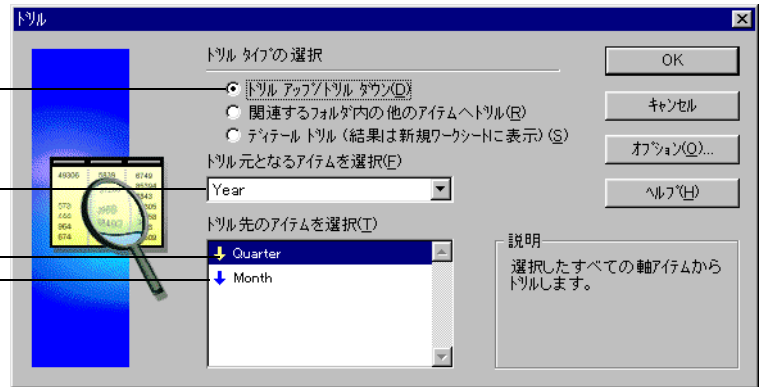 ドリル
ドリル タイプの選択
ドリル アップ/ドリル ダウン(D)
関連するフォルダ内の他のアイテムへドリル(R)
ディテール ドリル (結果は新規ワークシートに表示) (S)
ドリル元となるアイテムを選択(F)
Year
ドリル先のアイテムを選択(T)
Quarter
Month
OK
キャンセル
オプション(O)...
ヘルプ(H)
説明
選択したすべての軸アイテムから
ドリルします。
49306 5839 6749